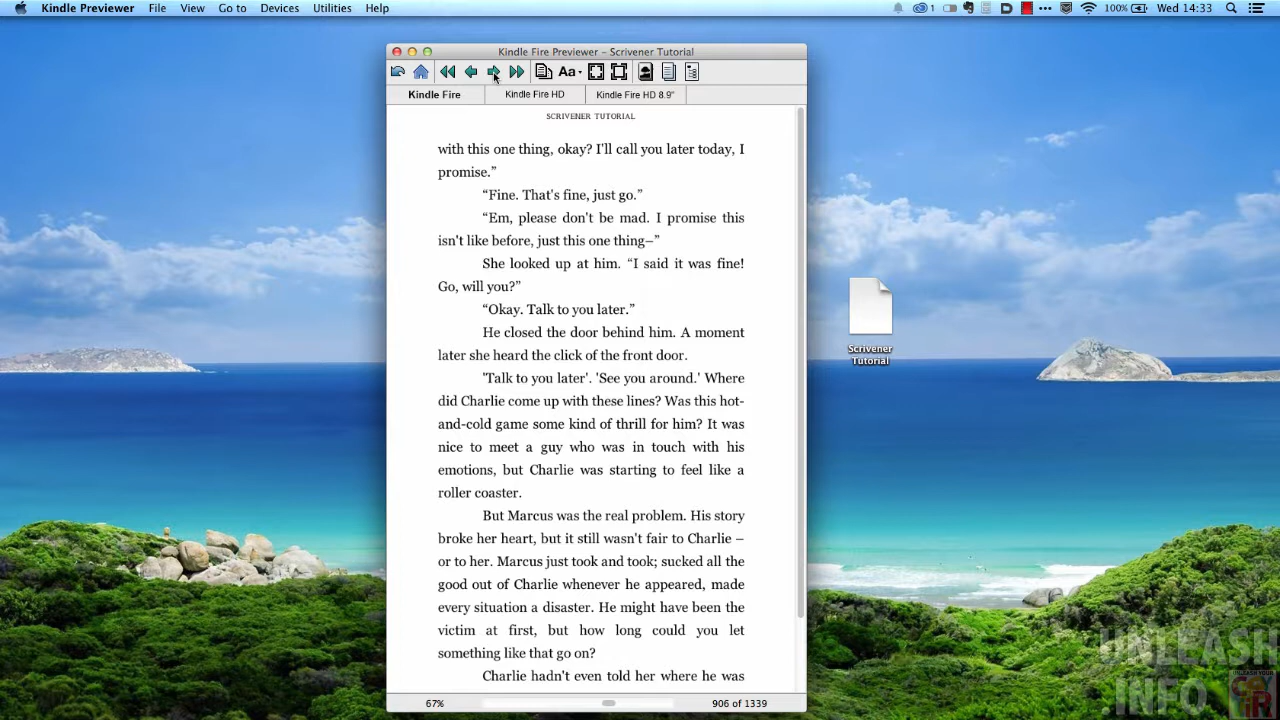 Kindle Previewer File View Go to Devices Utilities Help
1 100% Wed 14:33
Kindle Fire Previewer – Scrivener Tutorial
Aa
Kindle Fire Kindle Fire HD Kindle Fire HD 8.9"
SCRIVENER TUTORIAL
with this one thing, okay? I'll call you later today, I
promise.”
“Fine. That's fine, just go.”
“Em, please don't be mad. I promise this
isn't like before, just this one thing–”
She looked up at him. “I said it was fine!
Go, will you?”
“Okay. Talk to you later.”
He closed the door behind him. A moment
later she heard the click of the front door.
'Talk to you later'. 'See you around.' Where
did Charlie come up with these lines? Was this hot-
and-cold game some kind of thrill for him? It was
nice to meet a guy who was in touch with his
emotions, but Charlie was starting to feel like a
roller coaster.
But Marcus was the real problem. His story
broke her heart, but it still wasn't fair to Charlie –
or to her. Marcus just took and took; sucked all the
good out of Charlie whenever he appeared, made
every situation a disaster. He might have been the
victim at first, but how long could you let
something like that go on?
Charlie hadn't even told her where he was
67% 906 of 1339
Scrivener
Tutorial
UNLEASH
.INFO